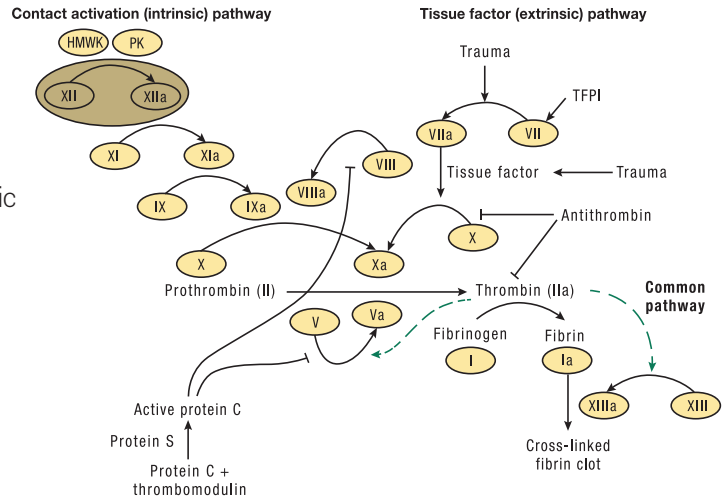 Contact activation (intrinsic) pathway
Tissue factor (extrinsic) pathway
HMWK
PK
Trauma
XII
XIIa
TFPI
VIIa
VII
XI
XIa
VIII
Tissue factor
Trauma
ic
IX
IXa
VIIIa
Antithrombin
X
X
Xa
Prothrombin (II)
Thrombin (IIa)
Common
pathway
V
Va
Fibrinogen
Fibrin
I
Ia
XIIIa
XIII
Active protein C
Protein S
Cross-linked
fibrin clot
Protein C +
thrombomodulin